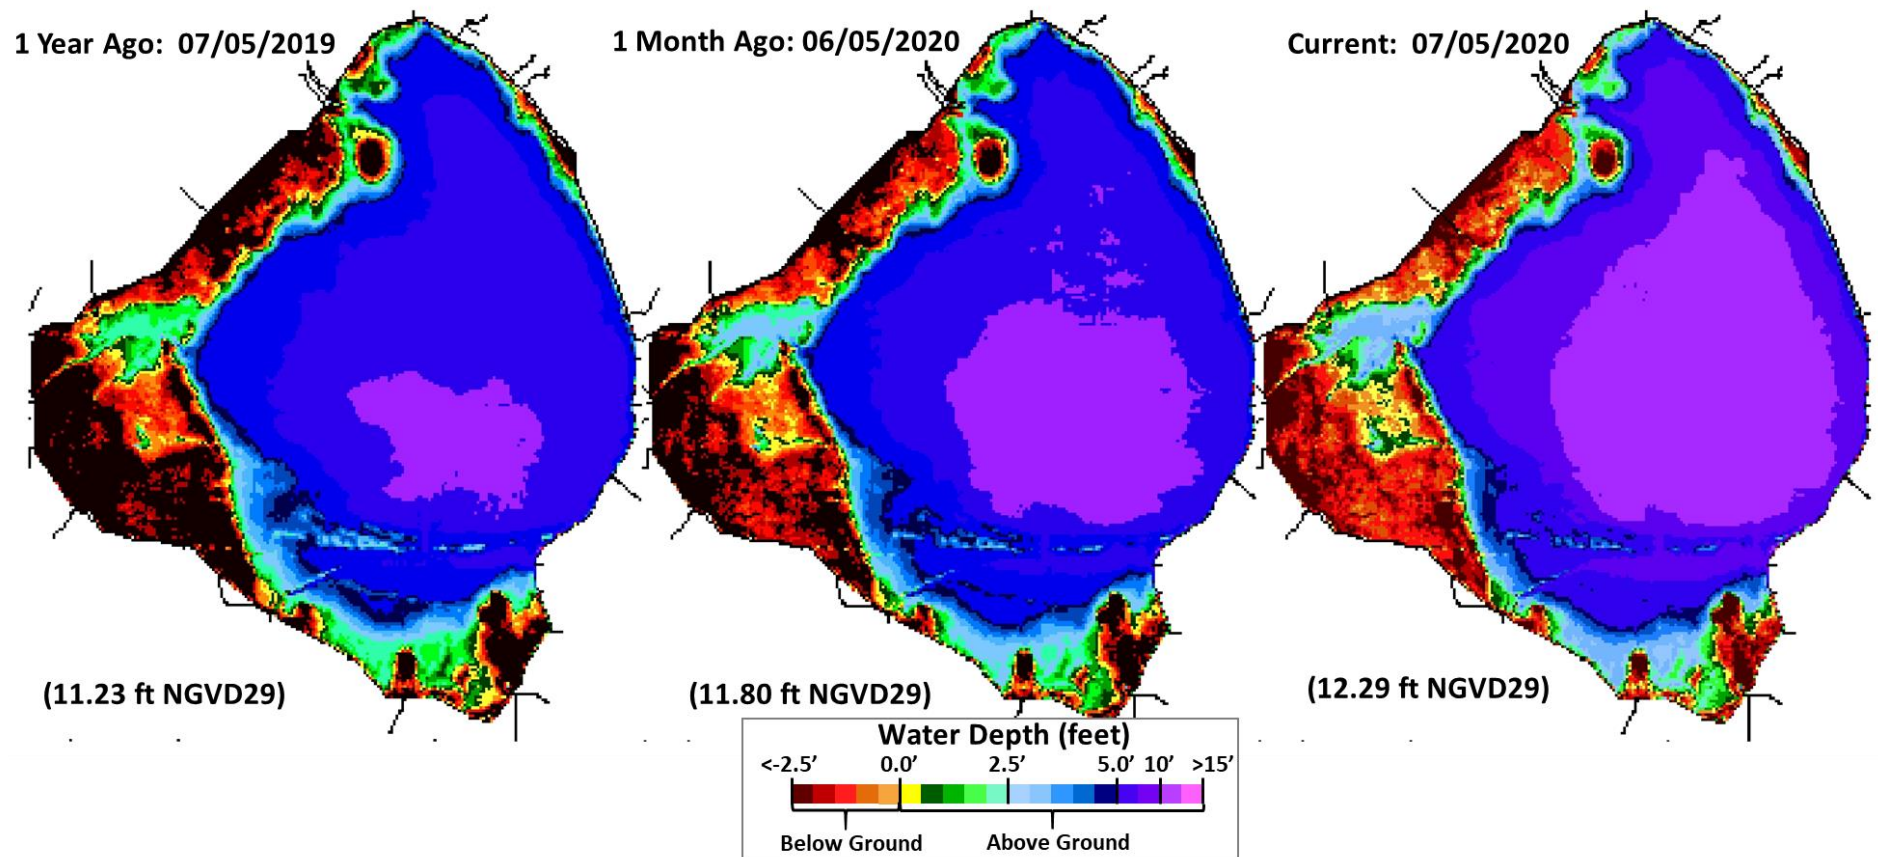 1 Year Ago: 07/05/2019
1 Month Ago: 06/05/2020
Current: 07/05/2020
(11.23 ft NGVD29)
(11.80 ft NGVD29)
(12.29 ft NGVD29)
Water Depth (feet)
<-2.5’ 0.0’ 2.5’ 5.0’ 10’ >15’
Below Ground Above Ground